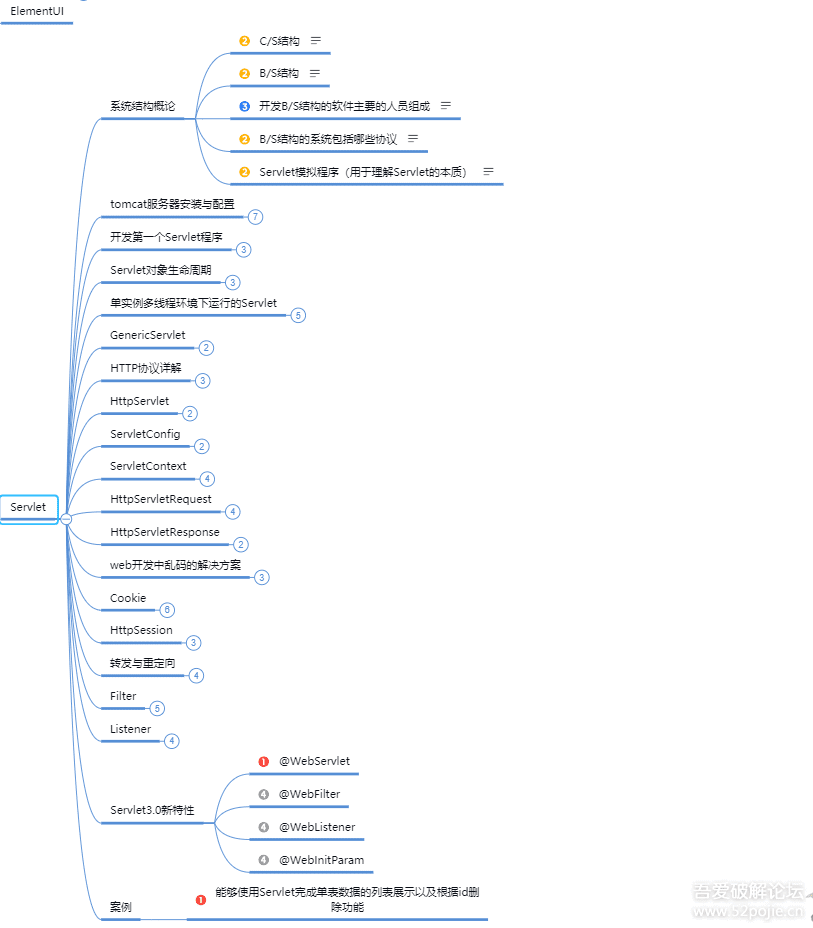 ElementUI
2 C/S结构
2 B/S结构
3 开发B/S结构的软件主要的人员组成
2 B/S结构的系统包括哪些协议
2 Servlet模拟程序（用于理解Servlet的本质）
系统结构概论
tomcat服务器安装与配置 7
开发第一个Servlet程序 3
Servlet对象生命周期 3
单实例多线程环境下运行的Servlet 5
GenericServlet 2
HTTP协议详解 3
HttpServlet 2
ServletConfig 2
ServletContext 4
HttpServletRequest 4
Servlet
HttpServletResponse 2
web开发中乱码的解决方案 3
Cookie 6
HttpSession 3
转发与重定向 4
Filter 5
Listener 4
Servlet3.0新特性
1 @WebServlet
4 @WebFilter
4 @WebListener
4 @WebInitParam
案例
1 能够使用Servlet完成单表数据的列表展示以及根据id删
除功能
吾爱破解论坛
www.52pojie.cn